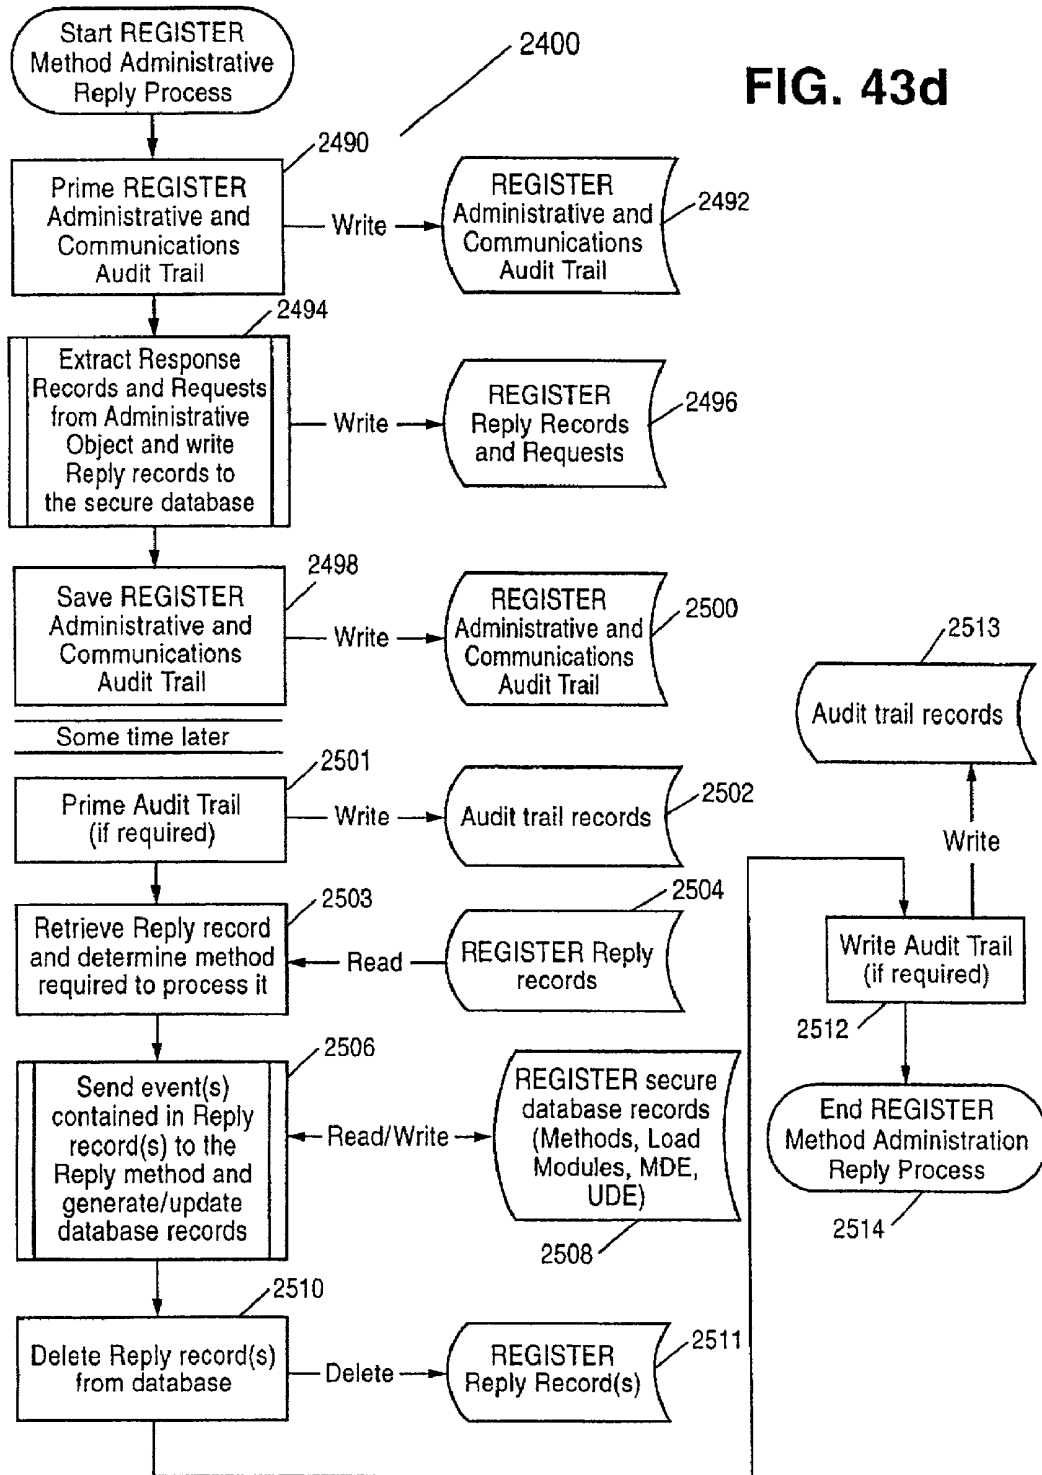 Start REGISTER
Method Administrative
Reply Process
2400
FIG. 43d
2490
Prime REGISTER
Administrative and
Communications
Audit Trail
Write
REGISTER
Administrative and
Communications
Audit Trail
2492
2494
Extract Response
Records and Requests
from Administrative
Object and write
Reply records to
the secure database
Write
REGISTER
Reply Records
and Requests
2496
2498
Save REGISTER
Administrative and
Communications
Audit Trail
Write
REGISTER
Administrative and
Communications
Audit Trail
2500
Some time later
2501
Prime Audit Trail
(if required)
Write
Audit trail records
2502
2503
Retrieve Reply record
and determine method
required to process it
Read
REGISTER Reply
records
2504
2506
Send event(s)
contained in Reply
record(s) to the
Reply method and
generate/update
database records
Read/Write
REGISTER secure
database records
(Methods, Load
Modules, MDE,
UDE)
2508
2510
Delete Reply record(s)
from database
Delete
REGISTER
Reply Record(s)
2511
2513
Audit trail records
Write
Write Audit Trail
(if required)
2512
End REGISTER
Method Administration
Reply Process
2514